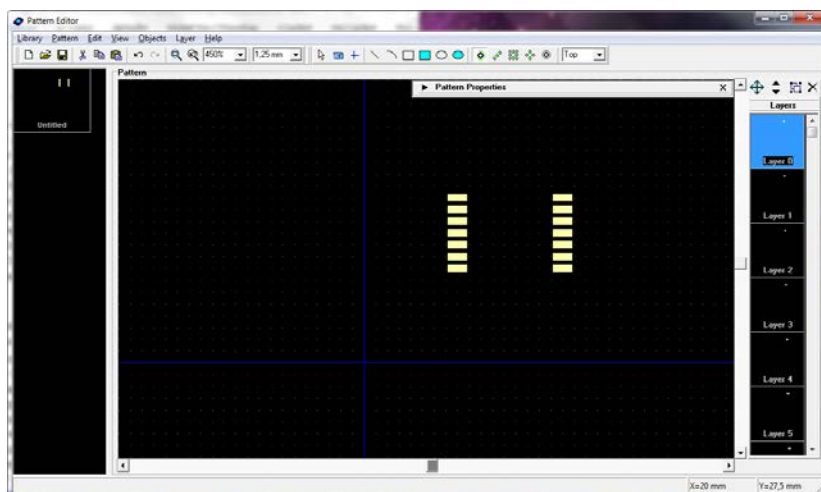 Pattern Editor
Library Pattern Edit View Objects Layer Help
450% 1,25 mm Top
Pattern
Pattern Properties
Layers
Untitled
Layer 0
Layer 1
Layer 2
Layer 3
Layer 4
Layer 5
X=20 mm Y=27,5 mm